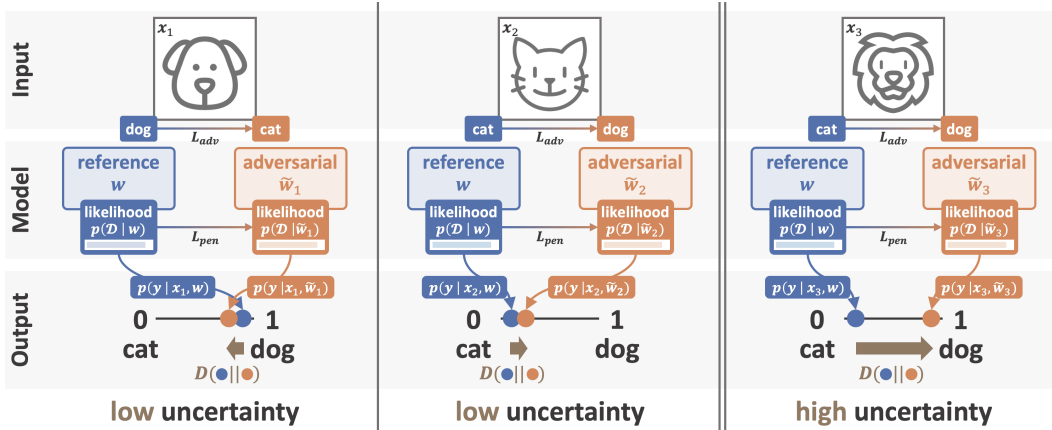 Input
x₁
dog
cat
L_adv
x₂
cat
dog
L_adv
x₃
cat
dog
L_adv
Model
reference
w
adversarial
w̃₁
likelihood
p(𝒟 | w)
likelihood
p(𝒟 |w̃₁)
L_pen
reference
w
adversarial
w̃₂
likelihood
p(𝒟 | w)
likelihood
p(𝒟 |w̃₂)
L_pen
reference
w
adversarial
w̃₃
likelihood
p(𝒟 | w)
likelihood
p(𝒟 |w̃₃)
L_pen
Output
p(y | x₁, w)
p(y |x₁, w̃₁)
0
1
cat
dog
D(●||●)
p(y | x₂, w)
p(y |x₂, w̃₂)
0
1
cat
dog
D(●||●)
p(y | x₃, w)
p(y |x₃, w̃₃)
0
1
cat
dog
D(●||●)
low uncertainty
low uncertainty
high uncertainty